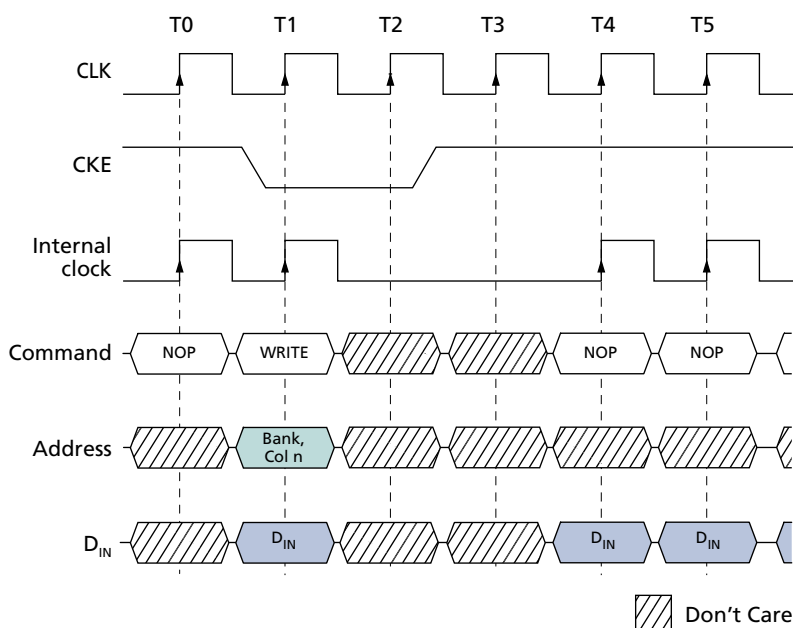 T0 T1 T2 T3 T4 T5
CLK
CKE
Internal
clock
Command NOP WRITE NOP NOP
Address Bank,
Col n
DIN DIN DIN DIN
Don't Care